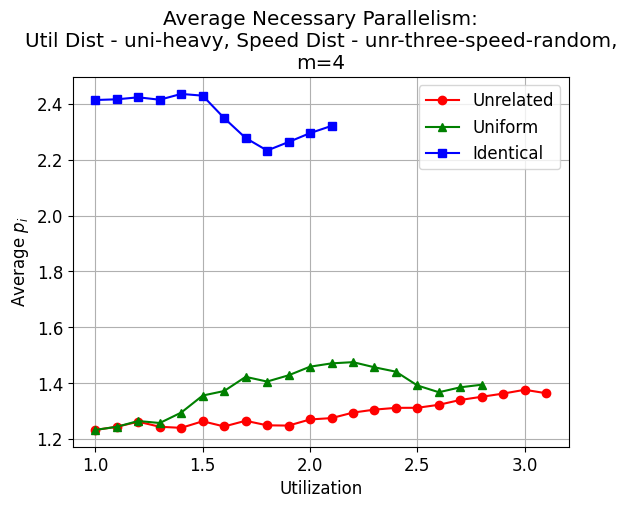 Average Necessary Parallelism:
Util Dist - uni-heavy, Speed Dist - unr-three-speed-random,
m=4
2.4
2.2
2.0
1.8
1.6
1.4
1.2
Average p_i
Unrelated
Uniform
Identical
1.0
1.5
2.0
2.5
3.0
Utilization